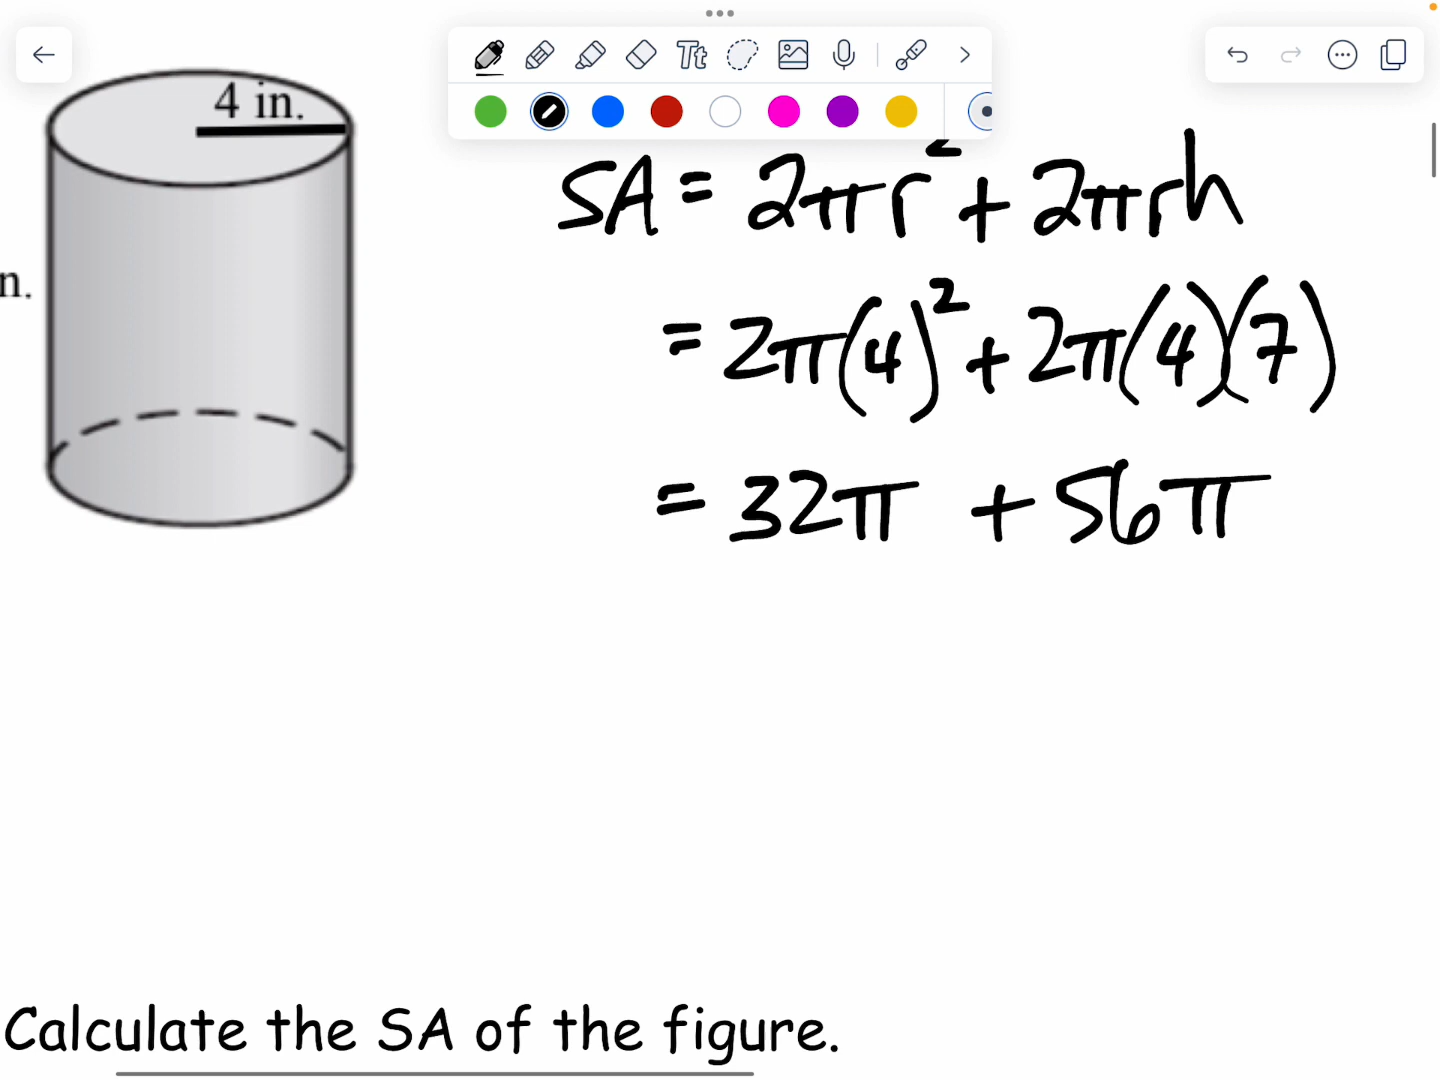 4 in.
n.
SA = 2πr² + 2πrh
= 2π(4)² + 2π(4)(7)
= 32π + 56π
Calculate the SA of the figure.